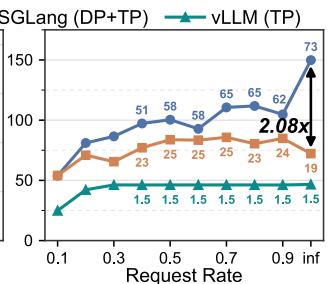 SGLang (DP+TP) vLLM (TP)
150
100
50
0
73
51 58 58 65 65 62
2.08x
23 25 25 25 23 24 19
1.5 1.5 1.5 1.5 1.5 1.5 1.5
0.1 0.3 0.5 0.7 0.9 inf
Request Rate